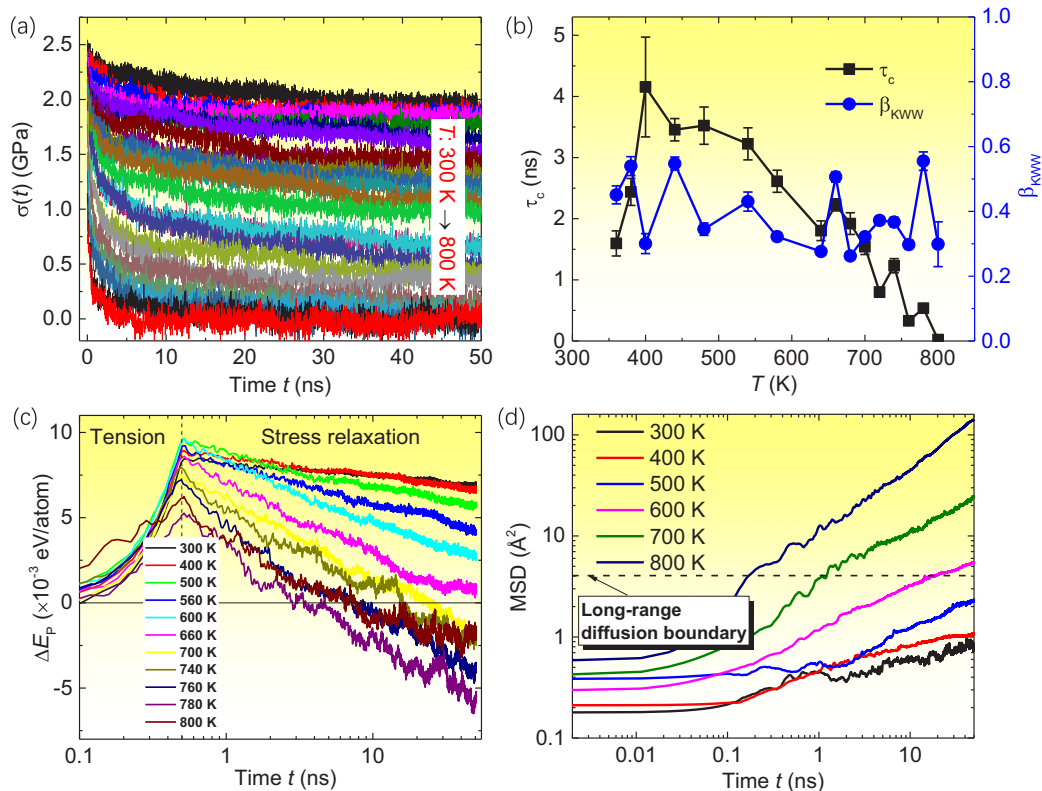 (a)
2.5
2.0
1.5
1.0
0.5
0.0
σ(t) (GPa)
T: 300 K → 800 K
0
10
20
30
40
50
Time t (ns)
(b)
5
4
3
2
1
0
τc (ns)
τc
βKWW
1.0
0.8
0.6
0.4
0.2
0.0
βKWW
300
400
500
600
700
800
T (K)
(c)
Tension
Stress relaxation
10
5
0
-5
ΔEP (×10⁻³ eV/atom)
300 K
400 K
500 K
560 K
600 K
660 K
700 K
740 K
760 K
780 K
800 K
0.1
1
10
Time t (ns)
(d)
100
10
1
0.1
MSD (Å²)
300 K
400 K
500 K
600 K
700 K
800 K
Long-range
diffusion boundary
0.01
0.1
1
10
Time t (ns)